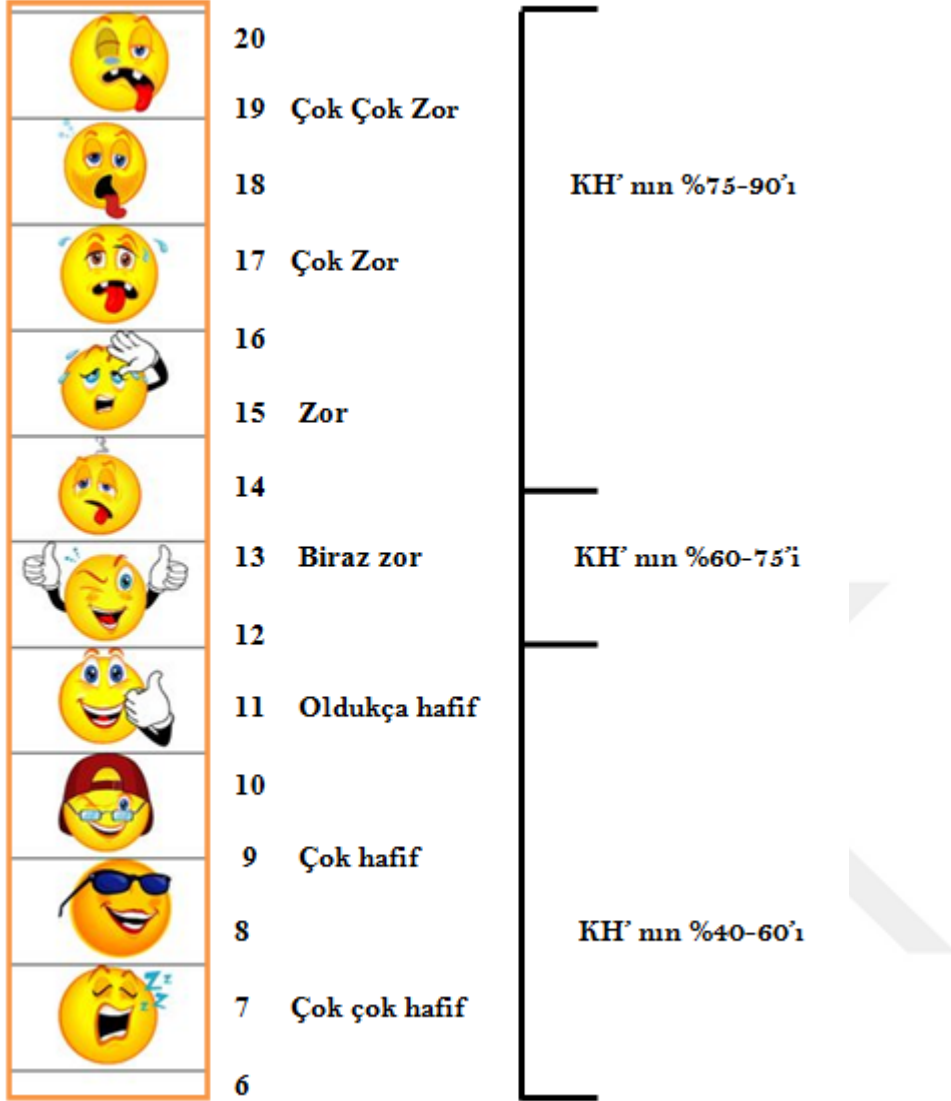 20
19 Çok Çok Zor
18
KH’ nın %75-90’ı
17 Çok Zor
16
15 Zor
14
13 Biraz zor
KH’ nın %60-75’i
12
11 Oldukça hafif
10
9 Çok hafif
8
KH’ nın %40-60’ı
7 Çok çok hafif
6